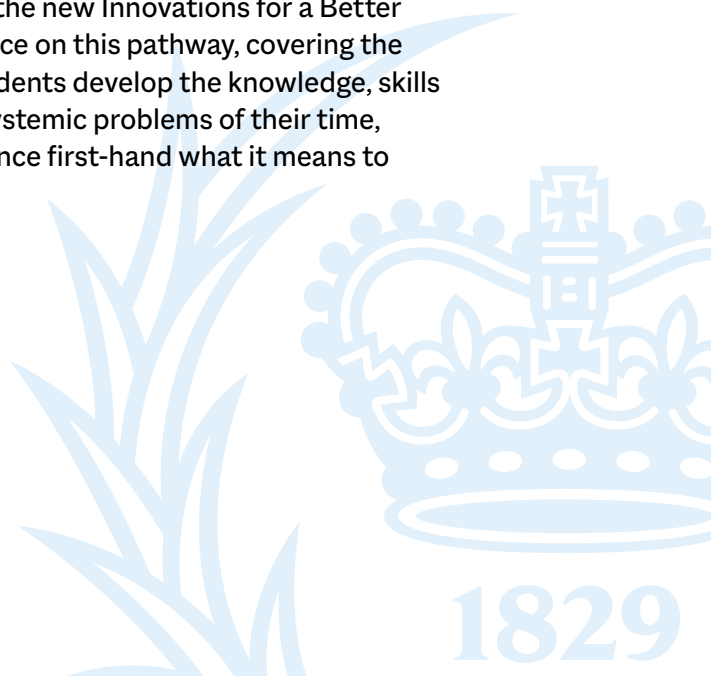 the new Innovations for a Better
ce on this pathway, covering the
dents develop the knowledge, skills
ystemic problems of their time,
nce first-hand what it means to
1829